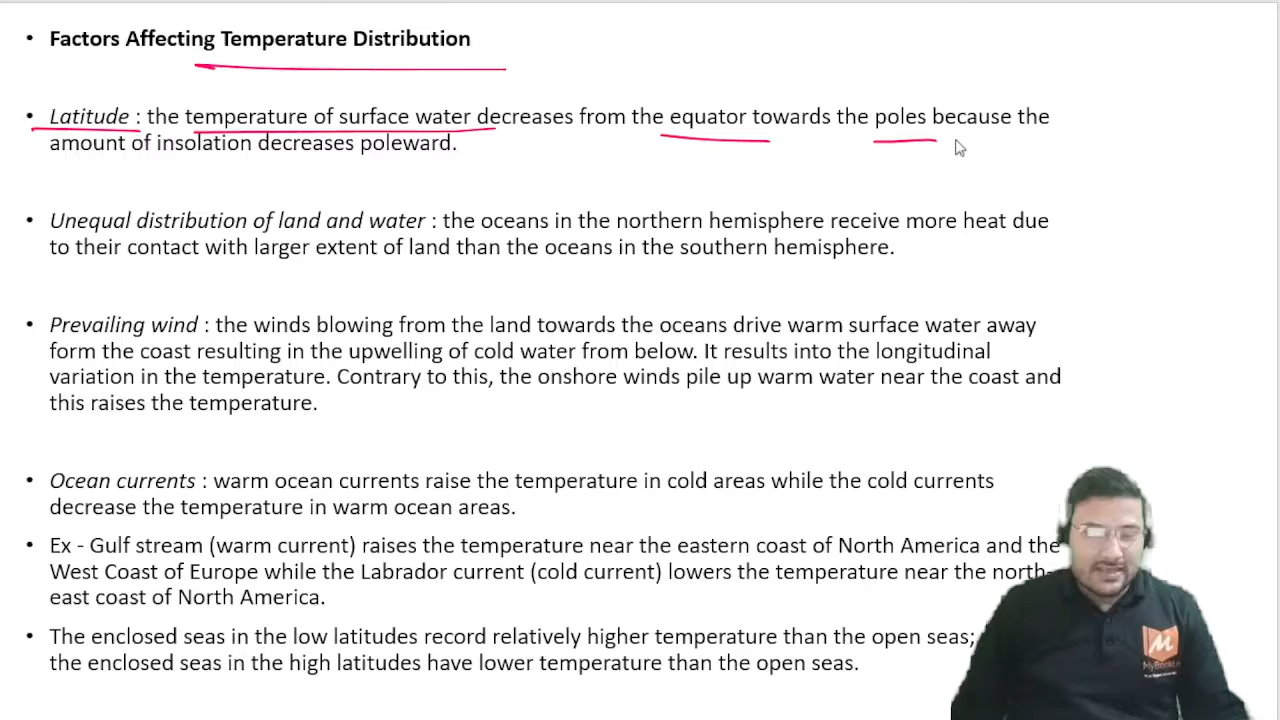 • Factors Affecting Temperature Distribution
• Latitude : the temperature of surface water decreases from the equator towards the poles because the
amount of insolation decreases poleward.
• Unequal distribution of land and water : the oceans in the northern hemisphere receive more heat due
to their contact with larger extent of land than the oceans in the southern hemisphere.
• Prevailing wind : the winds blowing from the land towards the oceans drive warm surface water away
form the coast resulting in the upwelling of cold water from below. It results into the longitudinal
variation in the temperature. Contrary to this, the onshore winds pile up warm water near the coast and
this raises the temperature.
• Ocean currents : warm ocean currents raise the temperature in cold areas while the cold currents
decrease the temperature in warm ocean areas.
• Ex - Gulf stream (warm current) raises the temperature near the eastern coast of North America and the
West Coast of Europe while the Labrador current (cold current) lowers the temperature near the north-
east coast of North America.
• The enclosed seas in the low latitudes record relatively higher temperature than the open seas;
the enclosed seas in the high latitudes have lower temperature than the open seas.